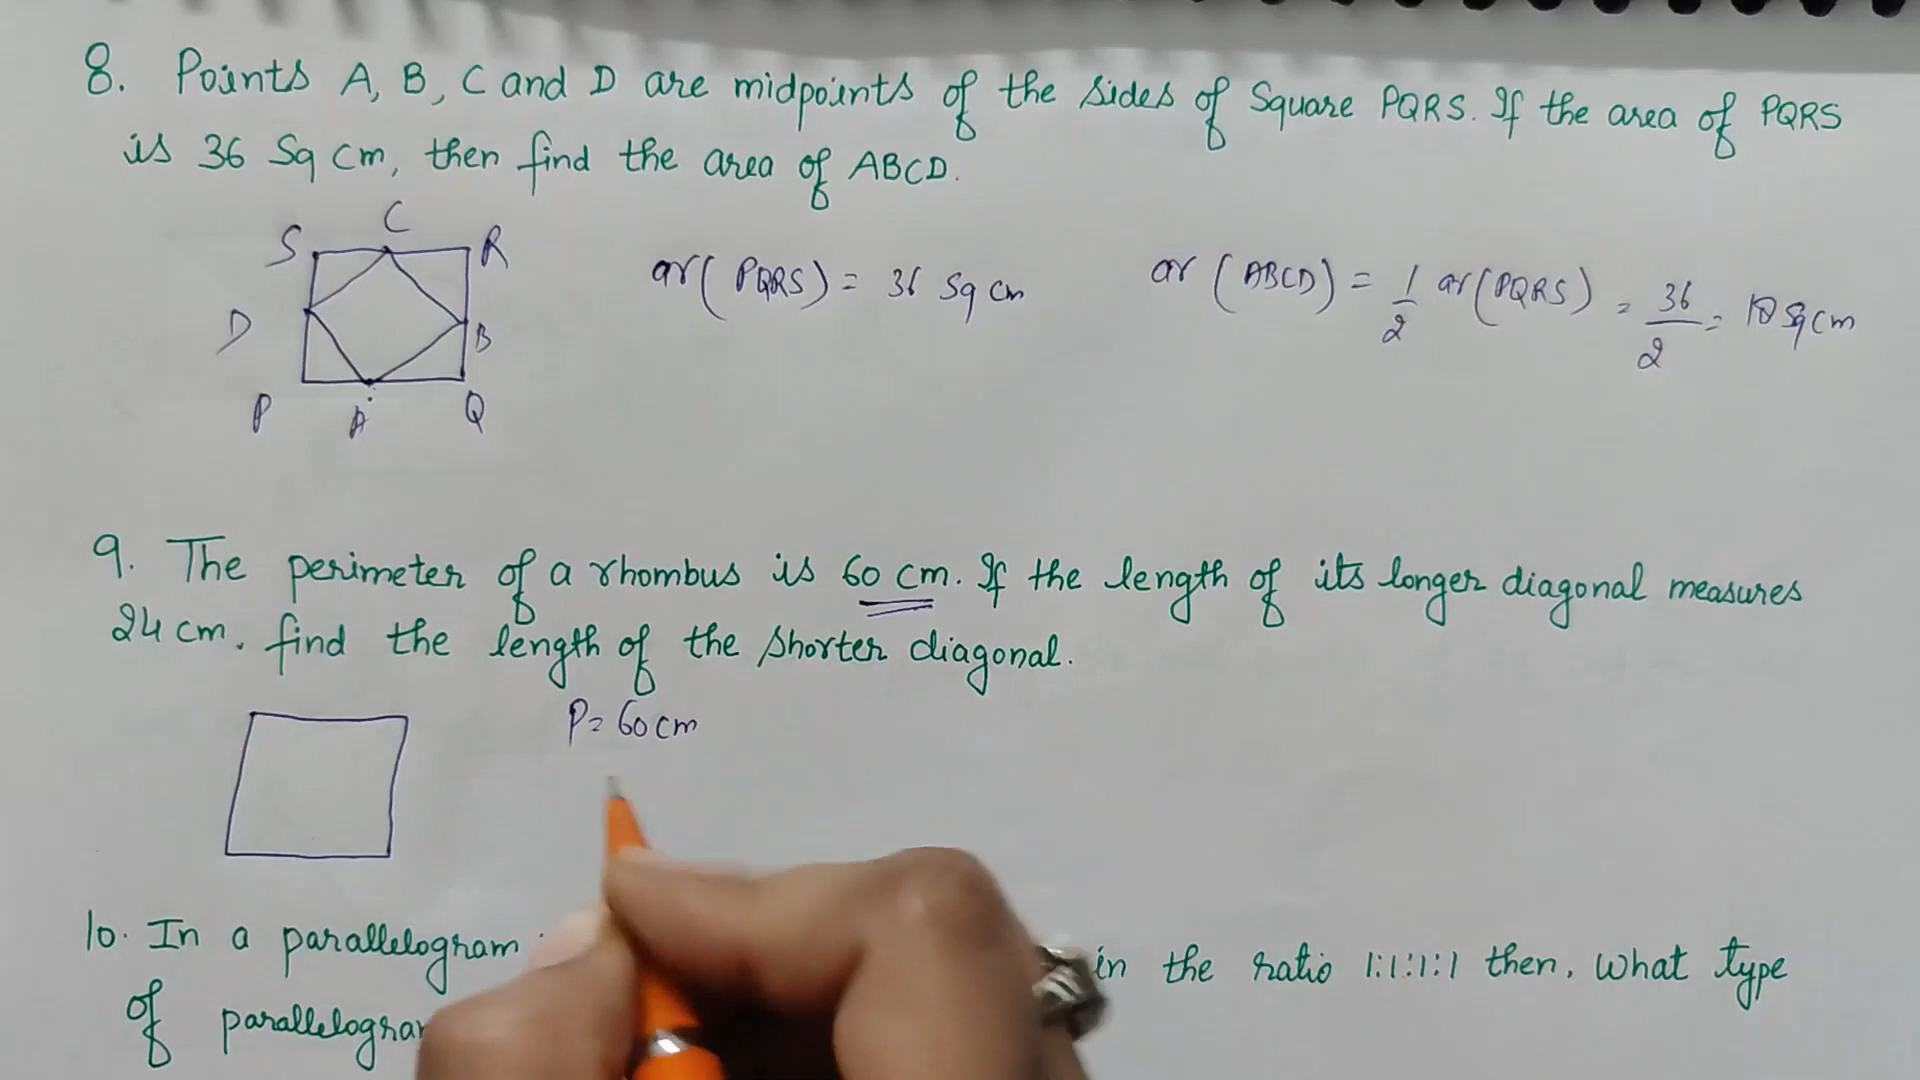 8. Points A, B, C and D are midpoints of the sides of Square PQRS. If the area of PQRS
is 36 Sq cm, then find the area of ABCD.
S C R
D B
P A Q
ar(PQRS) = 36 Sq cm
ar(ABCD) = 1/2 ar(PQRS) = 36/2 = 18 Sq cm
9. The perimeter of a rhombus is 60 cm. If the length of its longer diagonal measures
24 cm. find the length of the shorter diagonal.
P = 60 cm
10. In a parallelogram in the ratio 1:1:1:1 then, what type
of